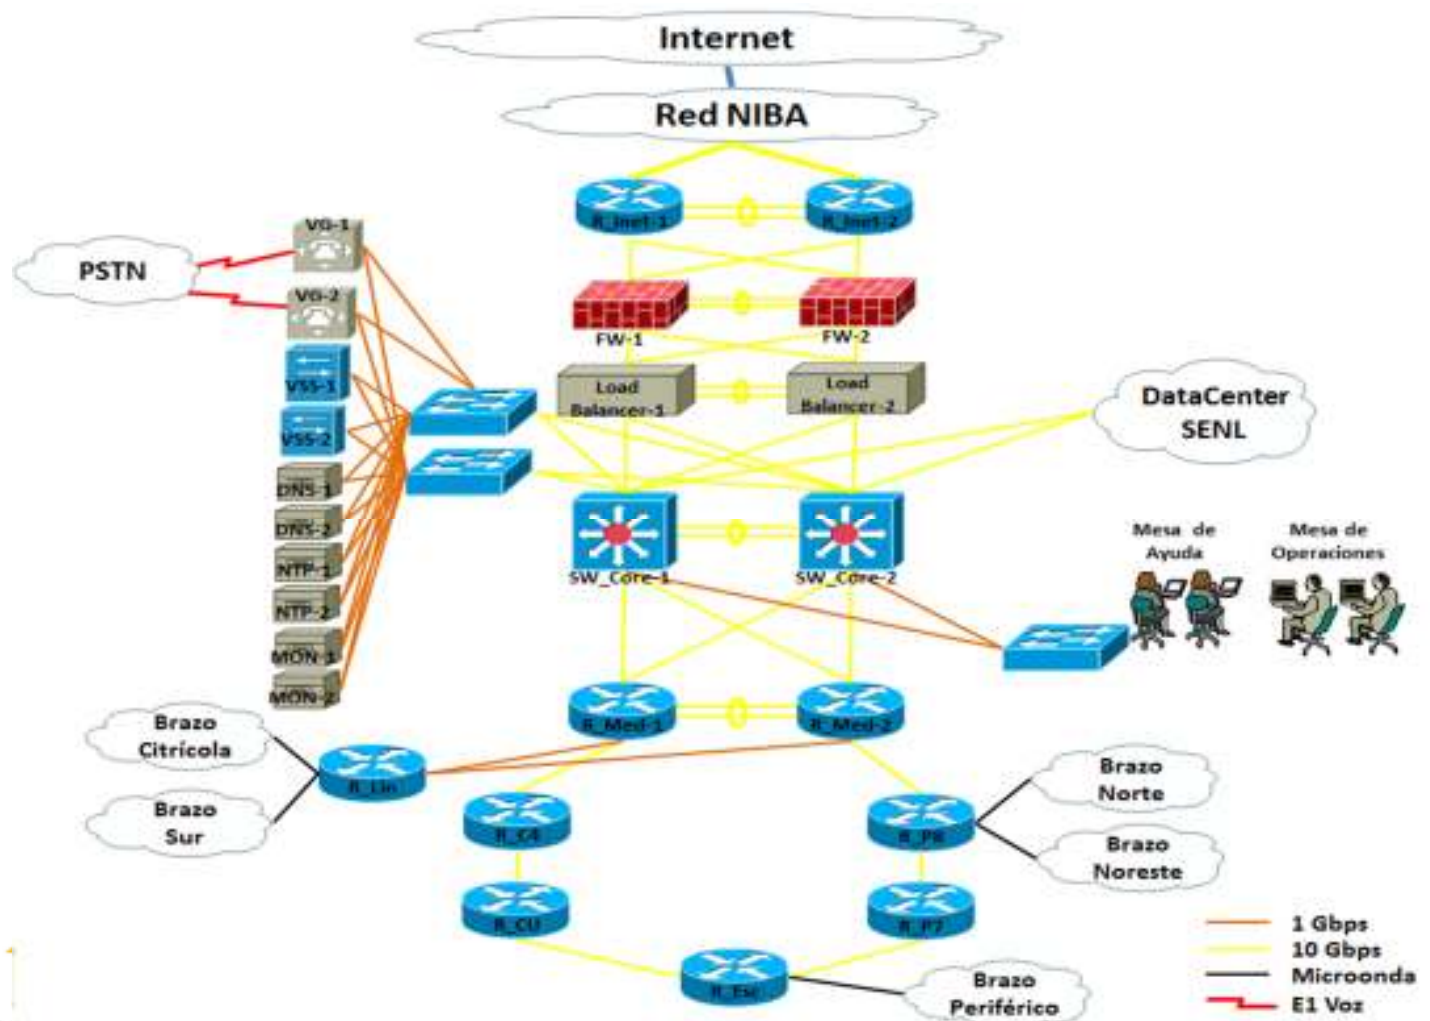 Internet
Red NIBA
R_Inet-1
R_Inet-2
VG-1
PSTN
VG-2
FW-1
FW-2
VSS-1
Load
Balancer-1
Load
Balancer-2
DataCenter
SENL
VSS-2
DNS-1
DNS-2
NTP-1
NTP-2
MON-1
MON-2
SW_Core-1
SW_Core-2
Mesa de
Ayuda
Mesa de
Operaciones
R_Med-1
R_Med-2
Brazo
Citrícola
R_Lin
Brazo
Sur
R_C4
Brazo
Norte
Brazo
Noreste
R_CU
R_P7
R_Esc
Brazo
Periférico
1 Gbps
10 Gbps
Microonda
E1 Voz